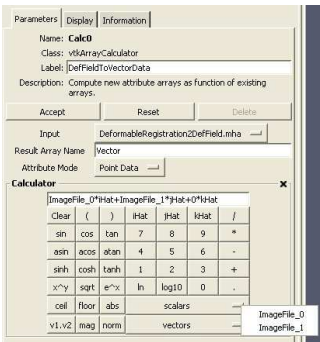 Parameters Display Information
Name: Calc0
Class: vtkArrayCalculator
Label: DefFieldToVectorData
Description: Compute new attribute arrays as function of existing
arrays.
Accept Reset Delete
Input DeformableRegistration2DefField.mha
Result Array Name Vector
Attribute Mode Point Data
Calculator x
ImageFile_0*iHat+ImageFile_1*jHat+0*kHat
Clear ( ) iHat jHat kHat /
sin cos tan 7 8 9 *
asin acos atan 4 5 6 -
sinh cosh tanh 1 2 3 +
x^y sqrt e^x ln log10 0 .
ceil floor abs scalars
v1.v2 mag norm vectors
ImageFile_0
ImageFile_1